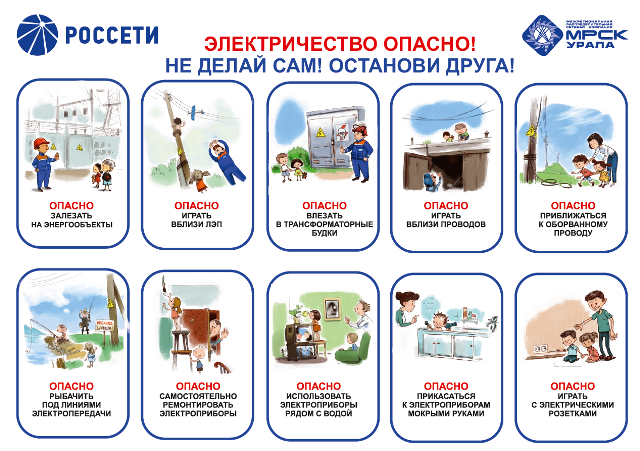 РОССЕТИ
ЭЛЕКТРИЧЕСТВО ОПАСНО!
НЕ ДЕЛАЙ САМ! ОСТАНОВИ ДРУГА!
МЕЖРЕГИОНАЛЬНАЯ
РАСПРЕДЕЛИТЕЛЬНАЯ
СЕТЕВАЯ КОМПАНИЯ
МРСК
УРАЛА
ОПАСНО
ЗАЛЕЗАТЬ
НА ЭНЕРГООБЪЕКТЫ
ОПАСНО
ИГРАТЬ
ВБЛИЗИ ЛЭП
ОПАСНО
ВЛЕЗАТЬ
В ТРАНСФОРМАТОРНЫЕ
БУДКИ
ОПАСНО
ИГРАТЬ
ВБЛИЗИ ПРОВОДОВ
ОПАСНО
ПРИБЛИЖАТЬСЯ
К ОБОРВАННОМУ
ПРОВОДУ
ОПАСНО
РЫБАЧИТЬ
ПОД ЛИНИЯМИ
ЭЛЕКТРОПЕРЕДАЧИ
ОПАСНО
САМОСТОЯТЕЛЬНО
РЕМОНТИРОВАТЬ
ЭЛЕКТРОПРИБОРЫ
ОПАСНО
ИСПОЛЬЗОВАТЬ
ЭЛЕКТРОПРИБОРЫ
РЯДОМ С ВОДОЙ
ОПАСНО
ПРИКАСАТЬСЯ
К ЭЛЕКТРОПРИБОРАМ
МОКРЫМИ РУКАМИ
ОПАСНО
ИГРАТЬ
С ЭЛЕКТРИЧЕСКИМИ
РОЗЕТКАМИ